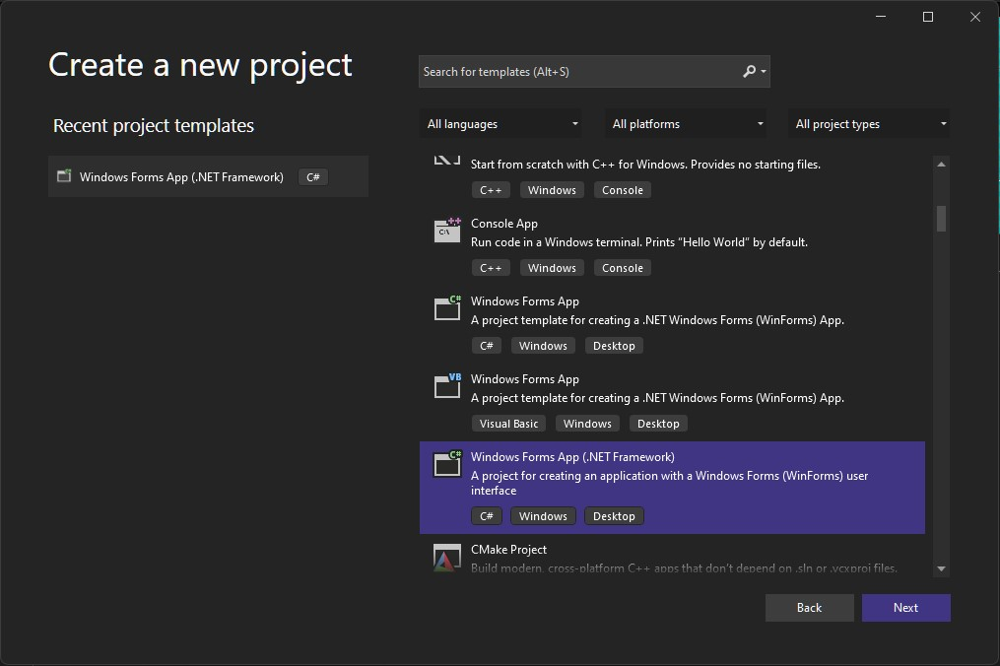 Create a new project
Search for templates (Alt+S)
Recent project templates
All languages
All platforms
All project types
Windows Forms App (.NET Framework)
C#
Start from scratch with C++ for Windows. Provides no starting files.
C++ Windows Console
++
C:\
Console App
Run code in a Windows terminal. Prints “Hello World” by default.
C++ Windows Console
C#
Windows Forms App
A project template for creating a .NET Windows Forms (WinForms) App.
C# Windows Desktop
VB
Windows Forms App
A project template for creating a .NET Windows Forms (WinForms) App.
Visual Basic Windows Desktop
C#
Windows Forms App (.NET Framework)
A project for creating an application with a Windows Forms (WinForms) user
interface
C# Windows Desktop
CMake Project
Build modern, cross-platform C++ apps that don’t depend on .sln or .vcxproj files.
Back
Next